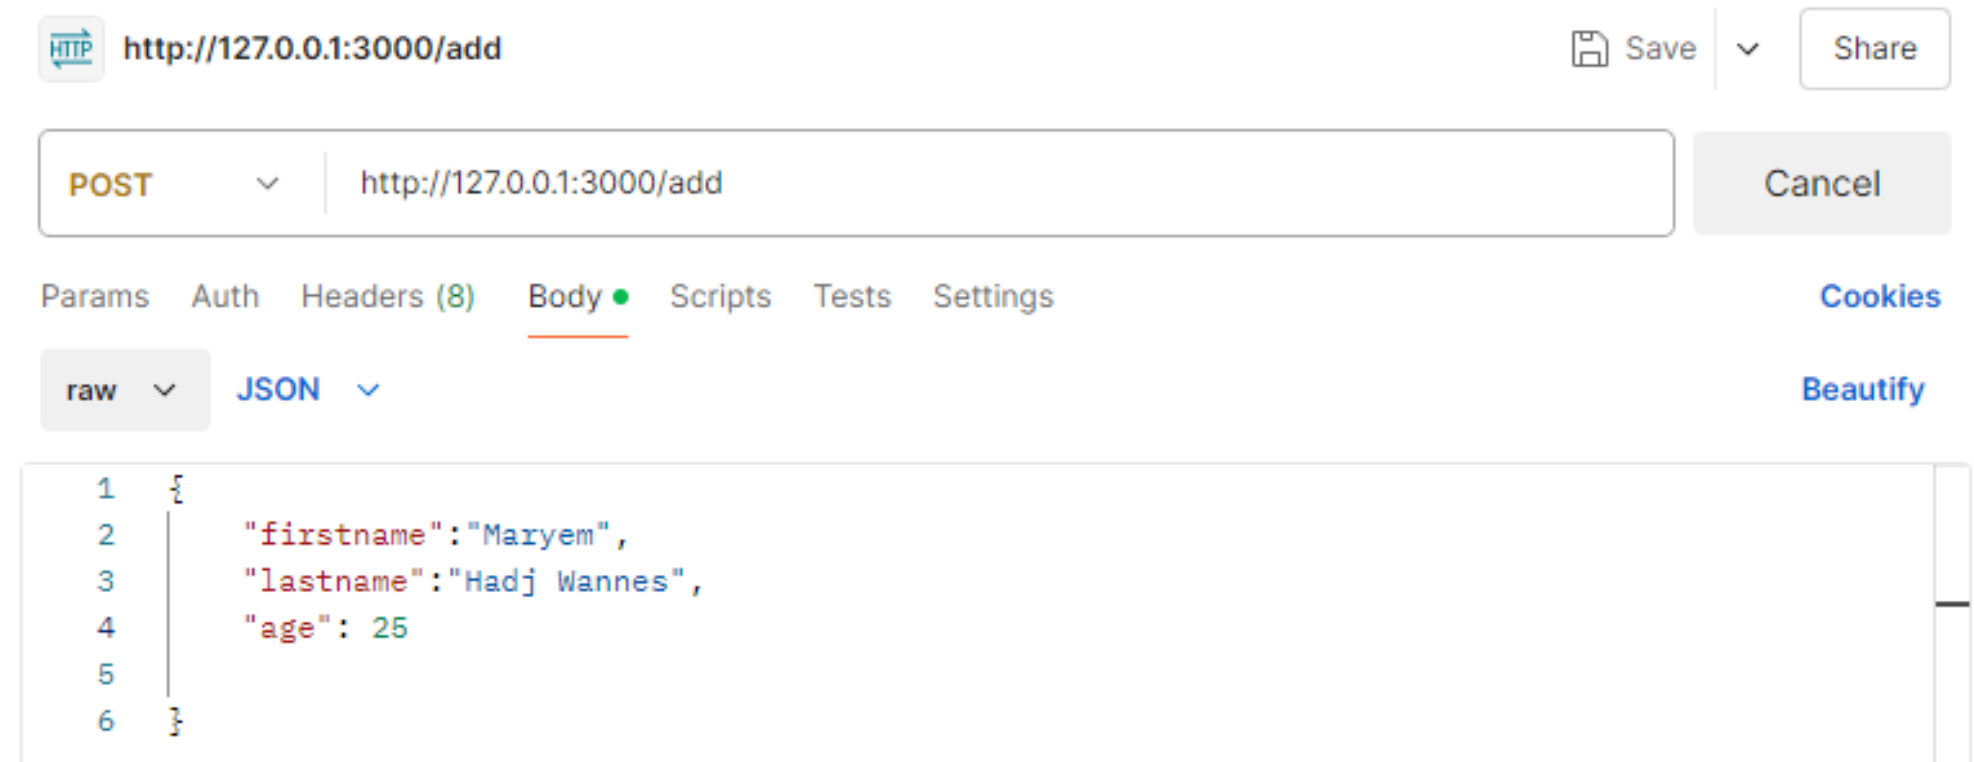 HTTP http://127.0.0.1:3000/add Save Share
POST http://127.0.0.1:3000/add Cancel
Params Auth Headers (8) Body Scripts Tests Settings Cookies
raw JSON Beautify
1 {
2 "firstname":"Maryem",
3 "lastname":"Hadj Wannes",
4 "age": 25
5
6 }